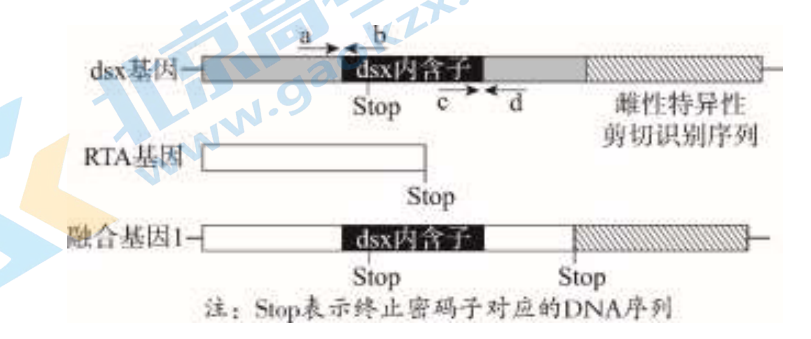 a b
dsx基因 dsx内含子
Stop c d 雌性特异性
剪切识别序列
RTA基因
Stop
融合基因1 dsx内含子
Stop Stop
注：Stop表示终止密码子对应的DNA序列